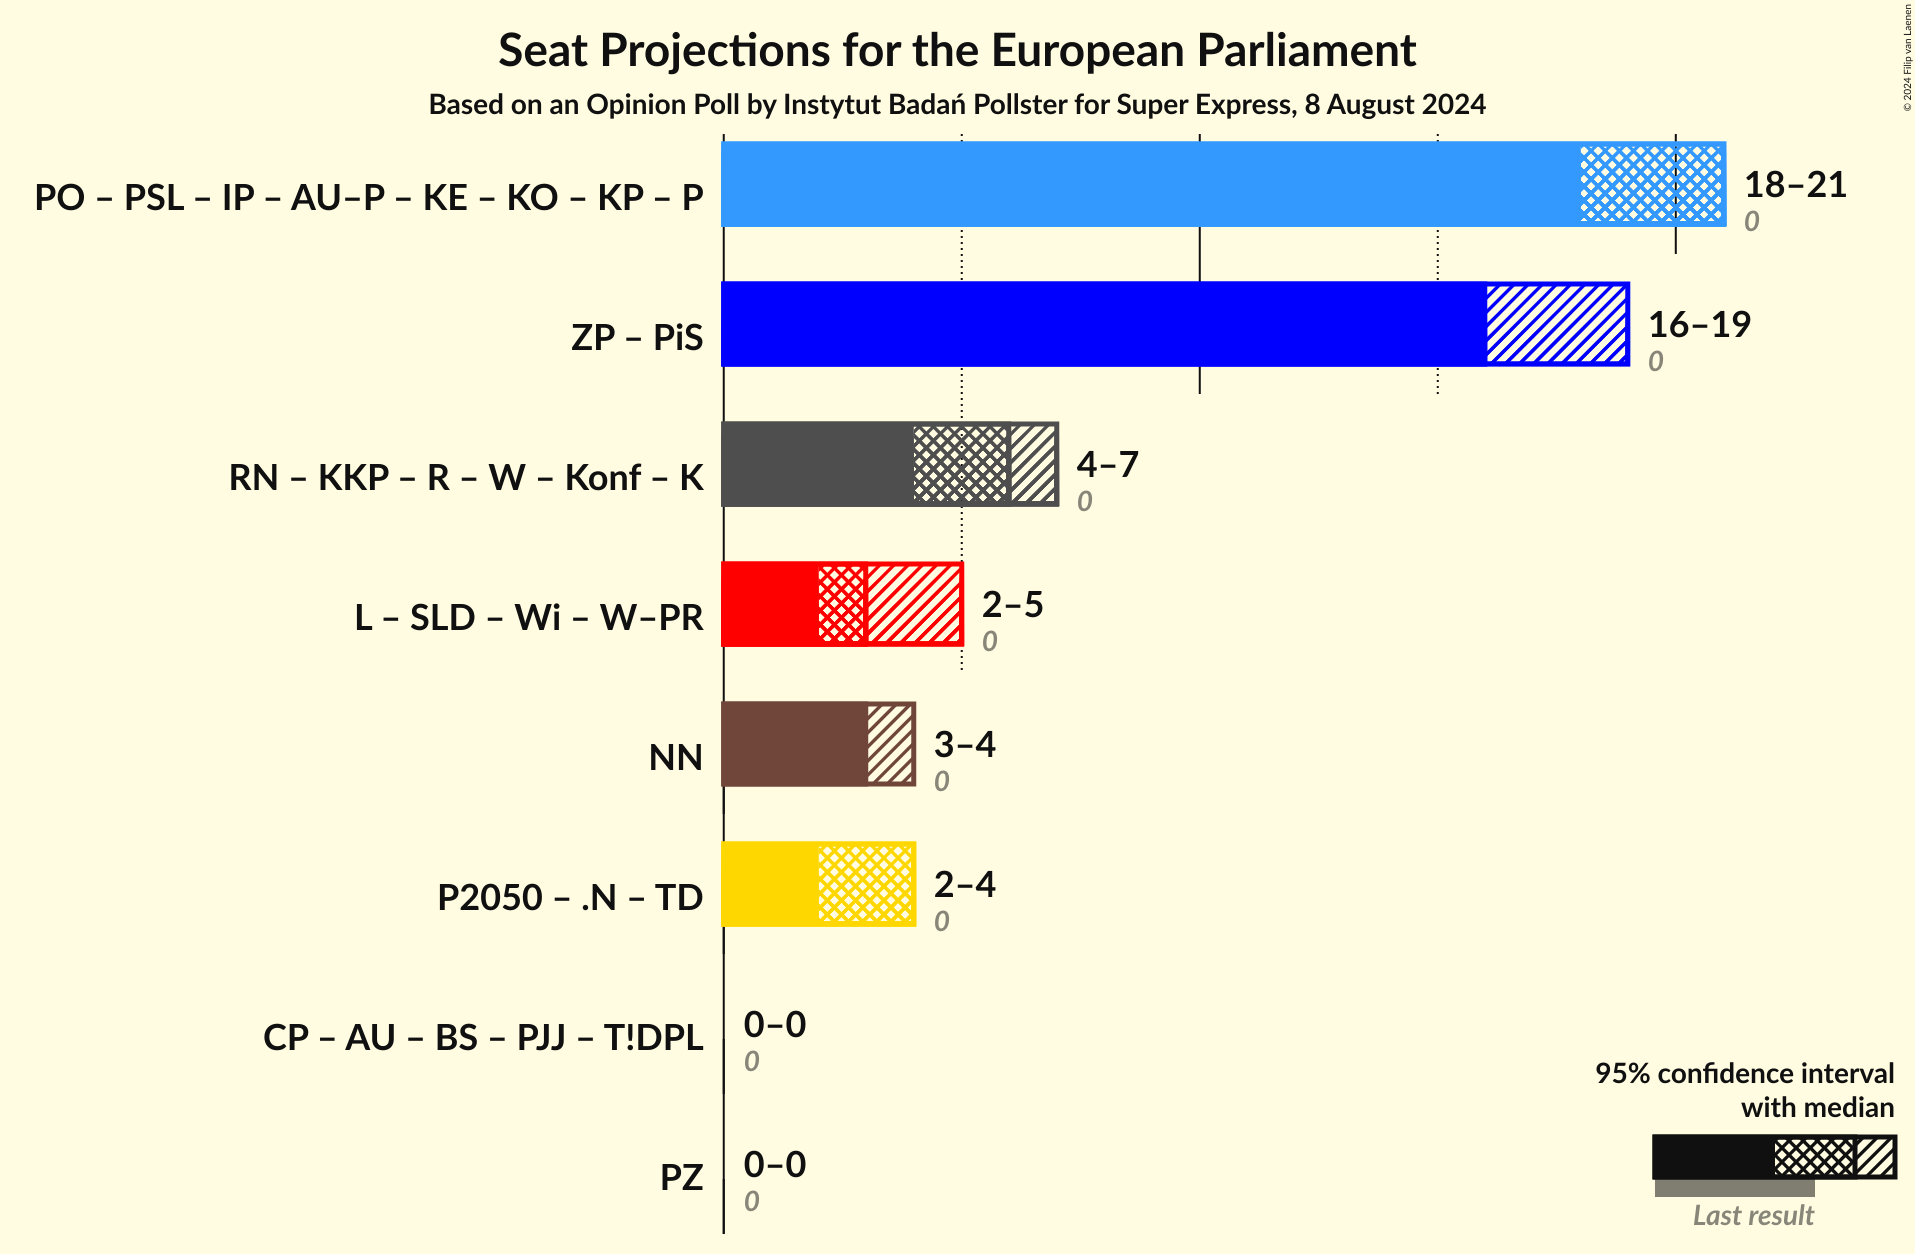 Seat Projections for the European Parliament
Based on an Opinion Poll by Instytut Badań Pollster for Super Express, 8 August 2024
© 2024 Filip van Laenen
PO – PSL – IP – AU–P – KE – KO – KP – P
18–21
0
ZP – PiS
16–19
0
RN – KKP – R – W – Konf – K
4–7
0
L – SLD – Wi – W–PR
2–5
0
NN
3–4
0
P2050 – .N – TD
2–4
0
CP – AU – BS – PJJ – T!DPL
0–0
0
PZ
0–0
0
95% confidence interval
with median
Last result